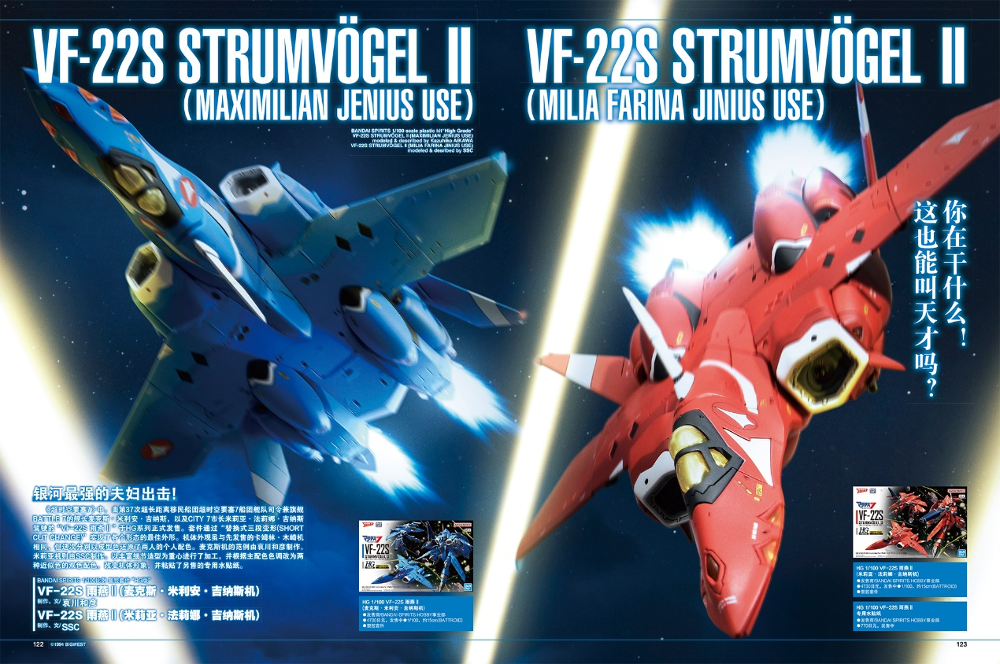 VF-22S STRUMVÖGEL II
(MAXIMILIAN JENIUS USE)
BANDAI SPIRITS 1/100 scale plastic kit"High Grade"
VF-22S STRUMVÖGEL II (MAXIMILIAN JENIUS USE)
modeled & described by Kazuhiko AIKAWA
VF-22S STRUMVÖGEL II (MILIA FARINA JINIUS USE)
modeled & desribed by SSC
VF-22S STRUMVÖGEL II
(MILIA FARINA JINIUS USE)
你在干什么！
这也能叫天才吗？
银河最强的夫妇出击!
《超时空要塞7》中，由第37次超长距离移民船团超时空要塞7船团舰队司令兼旗舰
BATTLE 7的舰长麦克斯·米利安·吉纳斯，以及CITY 7市长米莉亚·法莉娜·吉纳斯
驾驶的“VF-22S 雨燕Ⅱ”于HG系列正式发售。套件通过“替换式三段变形(SHORT
CUT CHANGE)”实现了各个形态的最佳外形。机体外观虽与先发售的卡姆林·木崎机
相同，但这次分别以成型色还原了两人的个人配色。麦克斯机的范例由哀川和彦制作，
米莉亚机则由SSC制作。以丰富细节造型为重心进行了加工，并根据主配色色调改为两
种近似色的双色配色，改变机体形象，并粘贴了另售的专用水贴纸。
BANDAI SPIRITS 1/100比例 塑胶套件“HG”
VF-22S 雨燕Ⅱ(麦克斯·米利安·吉纳斯机)
制作、文/哀川和彦
VF-22S 雨燕Ⅱ(米莉亚·法莉娜·吉纳斯机)
制作、文/SSC
VF-22S
HG
HG 1/100 VF-22S 雨燕Ⅱ
(麦克斯·米利安·吉纳斯机)
●发售商/BANDAI SPIRITS HOBBY事业部
●4730日元，发售中●1/100，约15cm(BATTROID)
●塑胶套件
VF-22S
HG
HG 1/100 VF-22S 雨燕Ⅱ
(米莉亚·法莉娜·吉纳斯机)
●发售商/BANDAI SPIRITS HOBBY事业部
●4730日元，发售中●1/100，约15cm(BATTROID)
●塑胶套件
HG 1/100 VF-22S 雨燕Ⅱ
专用水贴纸
●发售商/BANDAI SPIRITS HOBBY事业部
●770日元，发售中
122 ©1994 BIGWEST
123